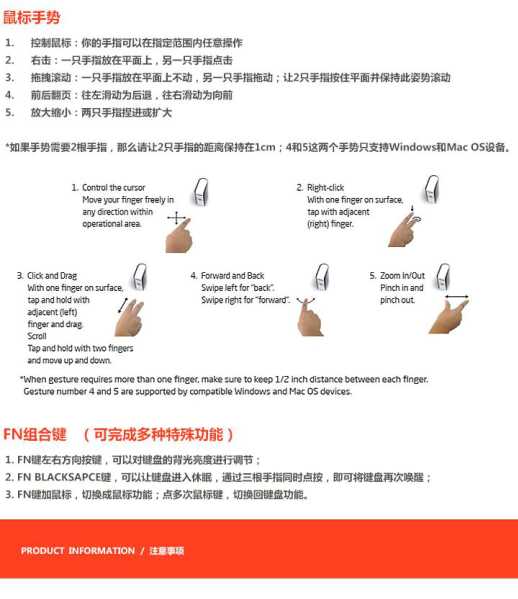 鼠标手势
1. 控制鼠标：你的手指可以在指定范围内任意操作
2. 右击：一只手指放在平面上，另一只手指点击
3. 拖拽滚动：一只手指放在平面上不动，另一只手指拖动；让2只手指按住平面并保持此姿势滚动
4. 前后翻页：往左滑动为后退，往右滑动为向前
5. 放大缩小：两只手指捏进或扩大
*如果手势需要2根手指，那么请让2只手指的距离保持在1cm；4和5这两个手势只支持Windows和Mac OS设备。
1. Control the cursor
Move your finger freely in
any direction within
operational area.
2. Right-click
With one finger on surface,
tap with adjacent
(right) finger.
3. Click and Drag
With one finger on surface,
tap and hold with
adjacent (left)
finger and drag.
Scroll
Tap and hold with two fingers
and move up and down.
4. Forward and Back
Swipe left for "back".
Swipe right for "forward".
5. Zoom In/Out
Pinch in and
pinch out.
*When gesture requires more than one finger, make sure to keep 1/2 inch distance between each finger.
Gesture number 4 and 5 are supported by compatible Windows and Mac OS devices.
FN组合键 （可完成多种特殊功能）
1. FN键左右方向按键，可以对键盘的背光亮度进行调节；
2. FN BLACKSAPCE键，可以让键盘进入休眠，通过三根手指同时点按，即可将键盘再次唤醒；
3. FN键加鼠标，切换成鼠标功能；点多次鼠标键，切换回键盘功能。
PRODUCT INFORMATION / 注意事项